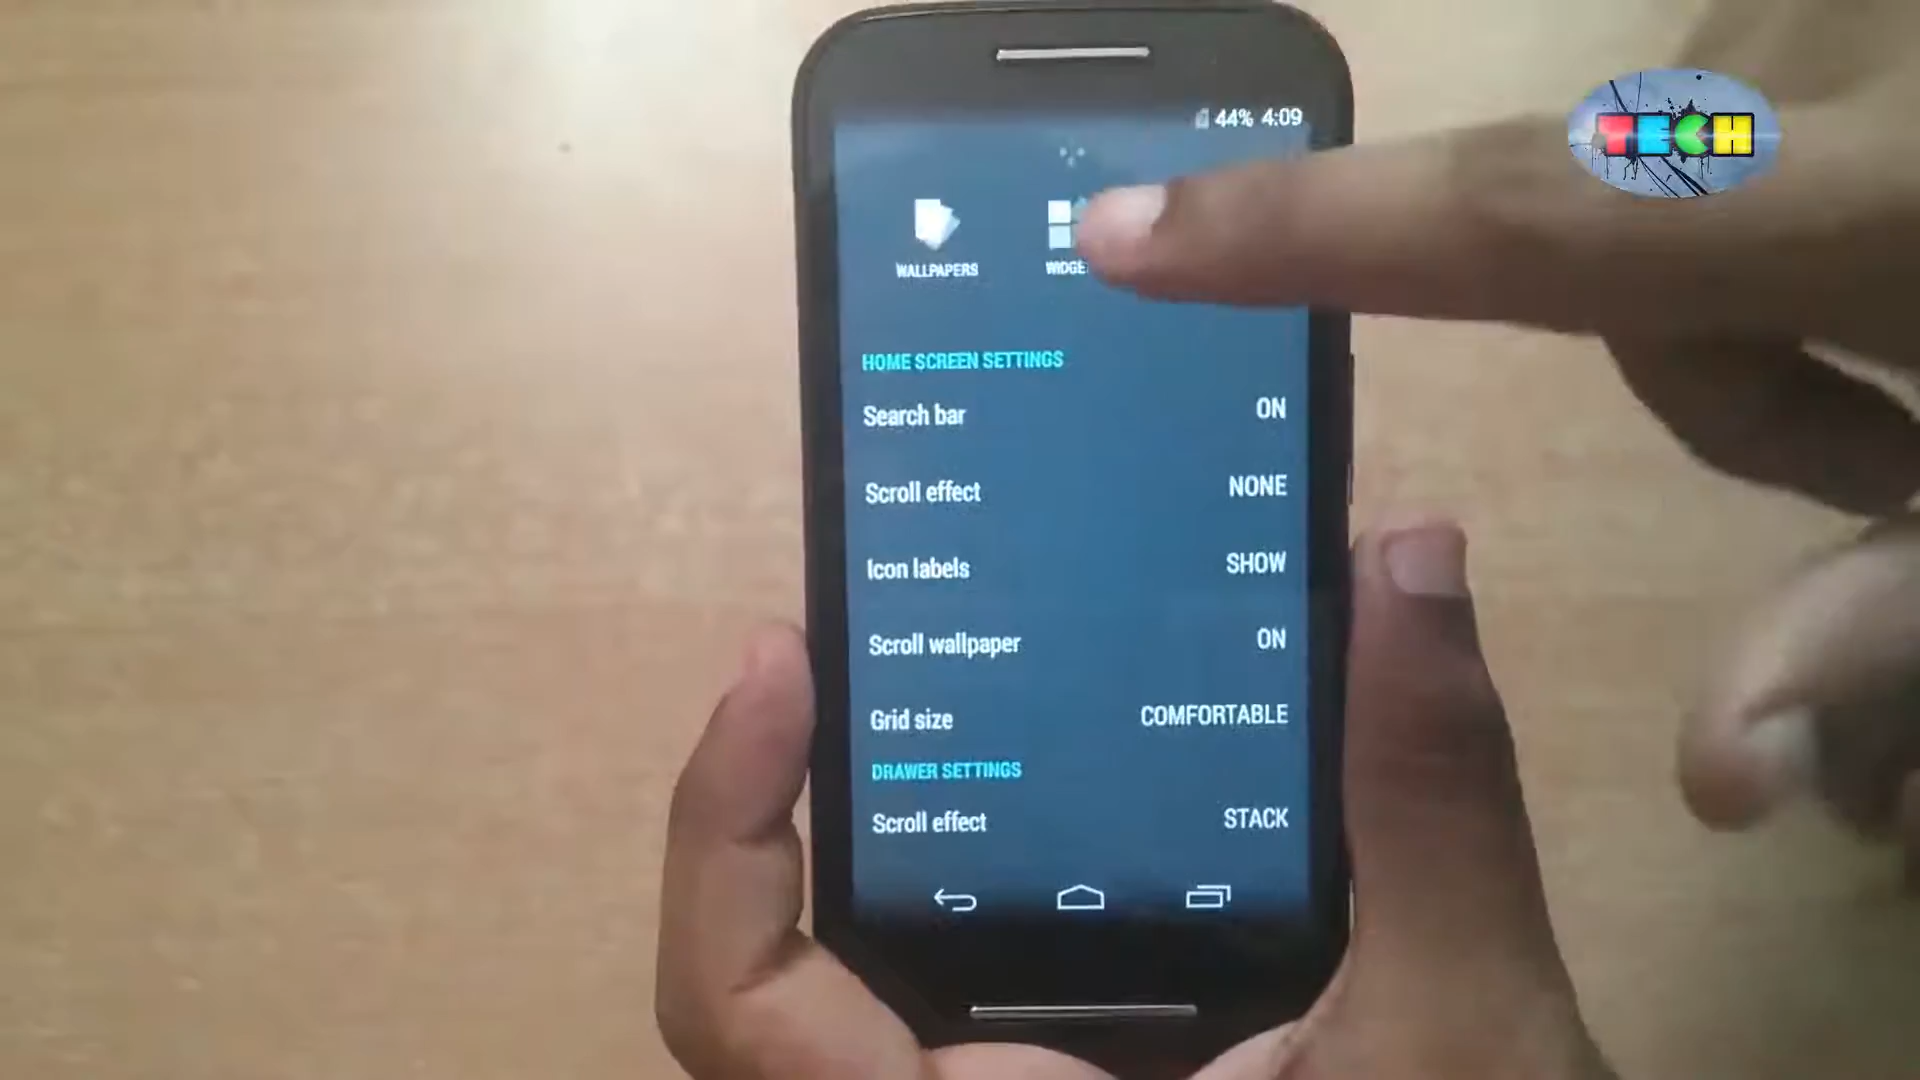 TECH
44% 4:09
WALLPAPERS
HOME SCREEN SETTINGS
Search bar ON
Scroll effect NONE
Icon labels SHOW
Scroll wallpaper ON
Grid size COMFORTABLE
DRAWER SETTINGS
Scroll effect STACK